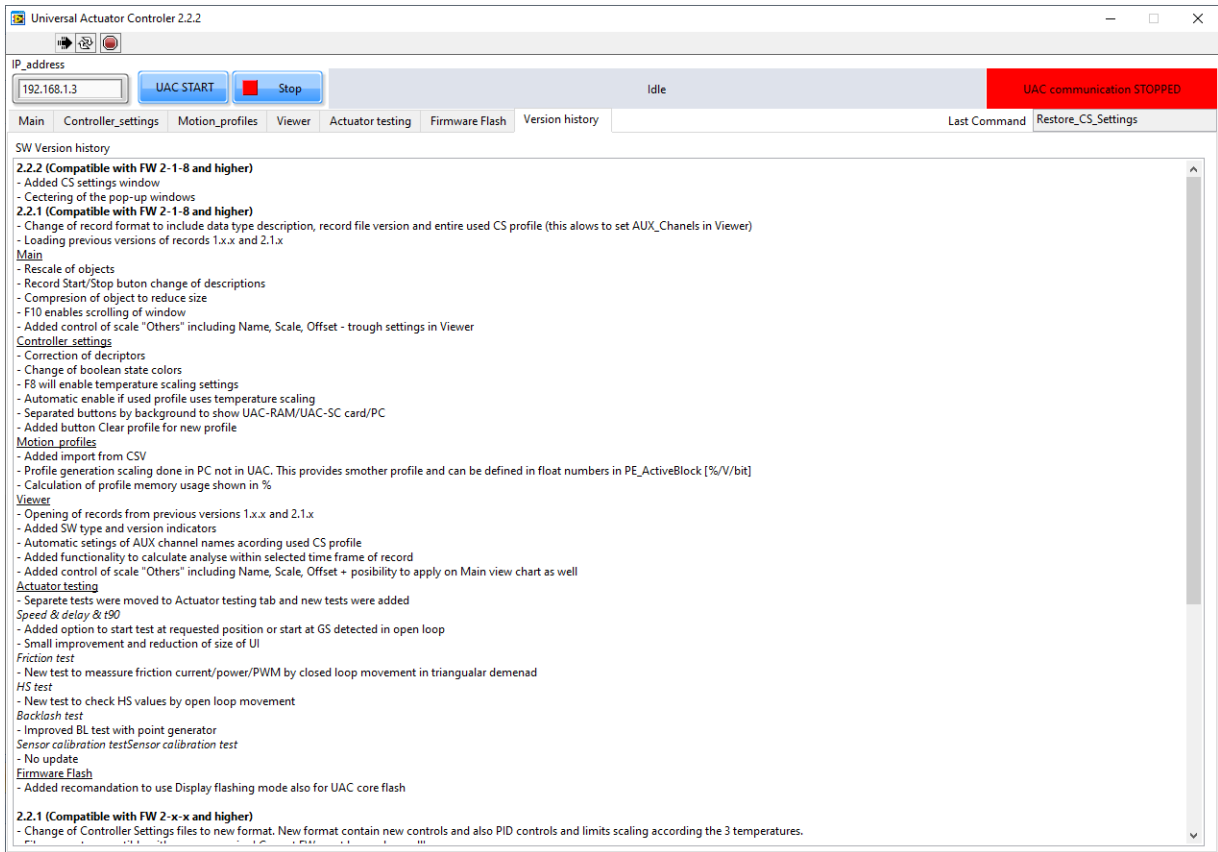 Universal Actuator Controler 2.2.2
IP_address
192.168.1.3
UAC START
Stop
Idle
UAC communication STOPPED
Main
Controller_settings
Motion_profiles
Viewer
Actuator testing
Firmware Flash
Version history
Last Command
Restore_CS_Settings
SW Version history
2.2.2 (Compatible with FW 2-1-8 and higher)
- Added CS settings window
- Cectering of the pop-up windows
2.2.1 (Compatible with FW 2-1-8 and higher)
- Change of record format to include data type description, record file version and entire used CS profile (this alows to set AUX_Chanels in Viewer)
- Loading previous versions of records 1.x.x and 2.1.x
Main
- Rescale of objects
- Record Start/Stop buton change of descriptions
- Compresion of object to reduce size
- F10 enables scrolling of window
- Added control of scale "Others" including Name, Scale, Offset - trough settings in Viewer
Controller_settings
- Correction of decriptors
- Change of boolean state colors
- F8 will enable temperature scaling settings
- Automatic enable if used profile uses temperature scaling
- Separated buttons by background to show UAC-RAM/UAC-SC card/PC
- Added button Clear profile for new profile
Motion_profiles
- Added import from CSV
- Profile generation scaling done in PC not in UAC. This provides smother profile and can be defined in float numbers in PE_ActiveBlock [%/V/bit]
- Calculation of profile memory usage shown in %
Viewer
- Opening of records from previous versions 1.x.x and 2.1.x
- Added SW type and version indicators
- Automatic setings of AUX channel names acording used CS profile
- Added functionality to calculate analyse within selected time frame of record
- Added control of scale "Others" including Name, Scale, Offset + posibility to apply on Main view chart as well
Actuator testing
- Separete tests were moved to Actuator testing tab and new tests were added
Speed & delay & t90
- Added option to start test at requested position or start at GS detected in open loop
- Small improvement and reduction of size of UI
Friction test
- New test to meassure friction current/power/PWM by closed loop movement in triangualar demenad
HS test
- New test to check HS values by open loop movement
Backlash test
- Improved BL test with point generator
Sensor calibration testSensor calibration test
- No update
Firmware Flash
- Added recomandation to use Display flashing mode also for UAC core flash
2.2.1 (Compatible with FW 2-x-x and higher)
- Change of Controller Settings files to new format. New format contain new controls and also PID controls and limits scaling according the 3 temperatures.